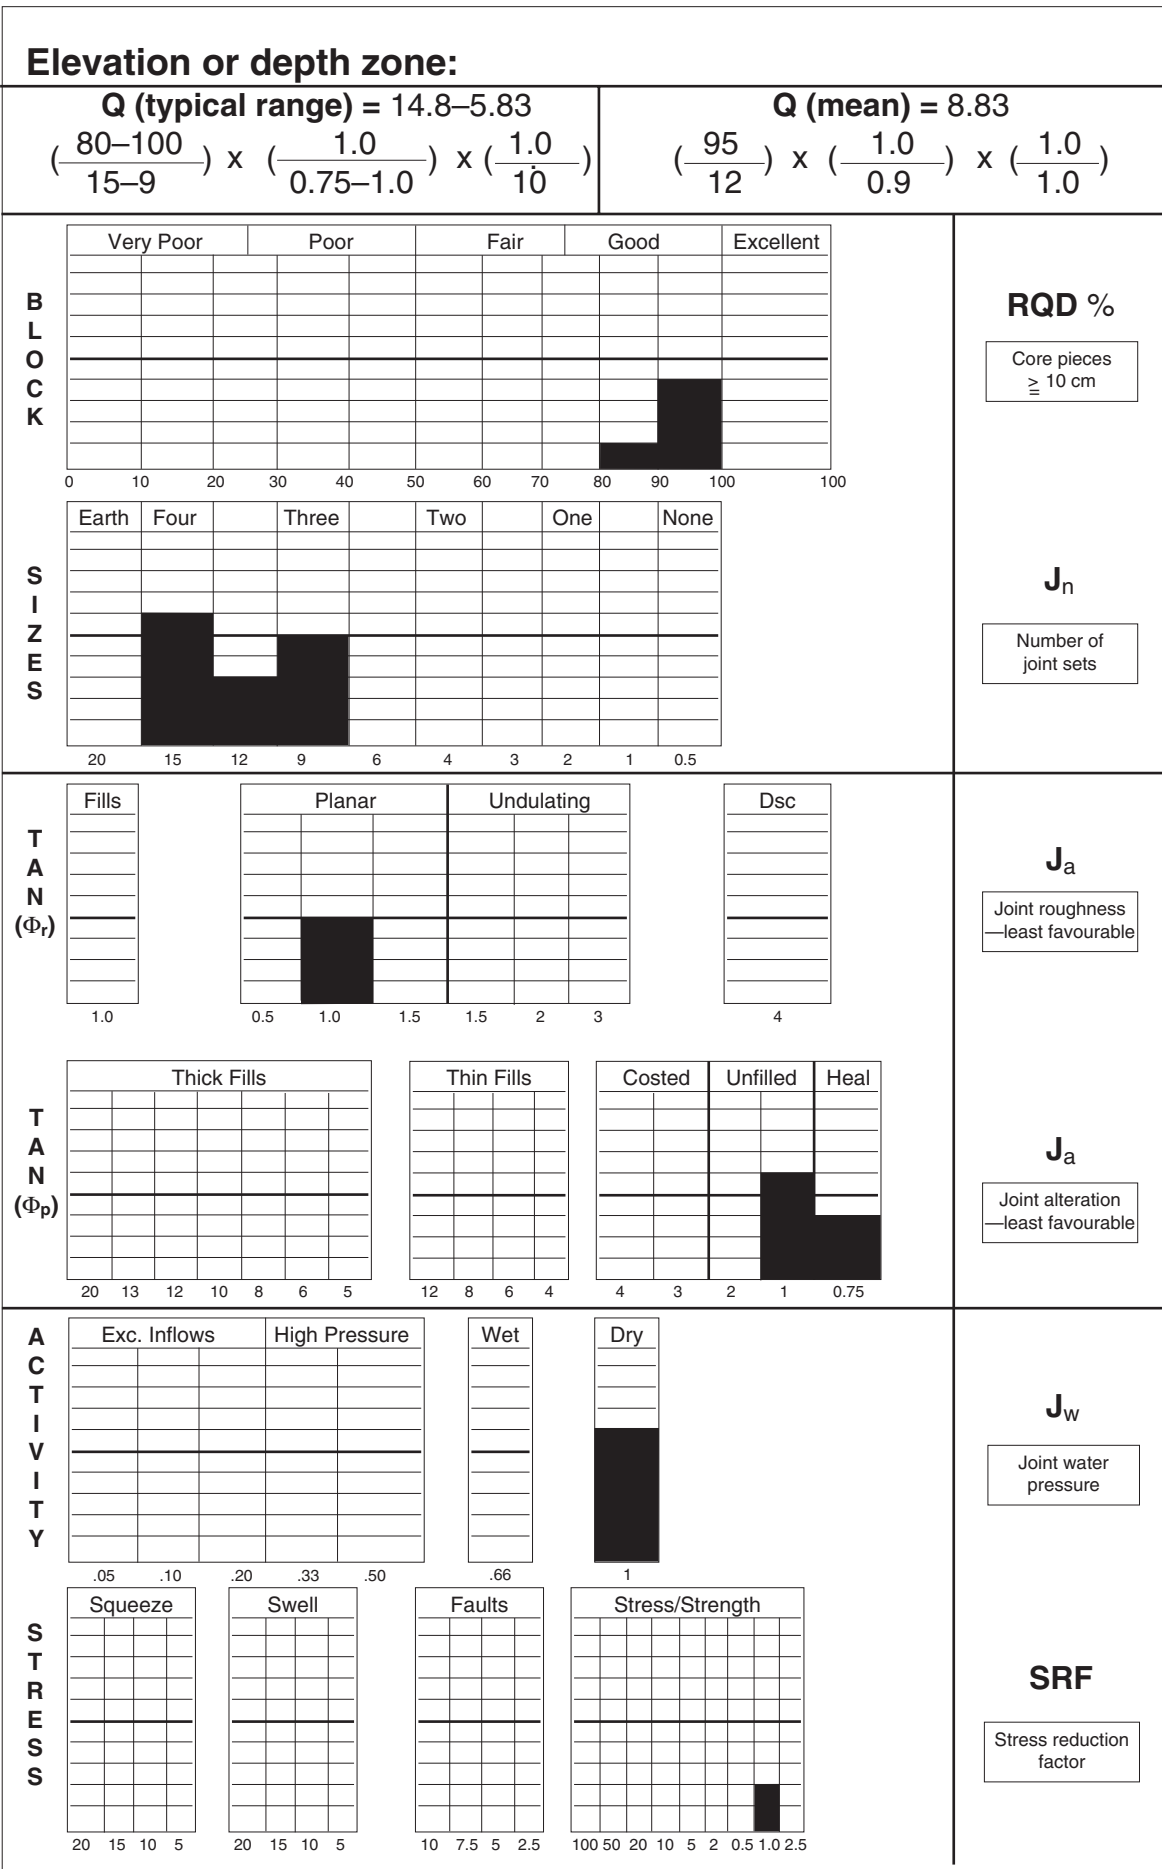 Elevation or depth zone:
Q (typical range) = 14.8–5.83
( 80–100 / 15–9 ) x ( 1.0 / 0.75–1.0 ) x ( 1.0 / 10 )
Q (mean) = 8.83
( 95 / 12 ) x ( 1.0 / 0.9 ) x ( 1.0 / 1.0 )
BLOCK
Very Poor Poor Fair Good Excellent
0 10 20 30 40 50 60 70 80 90 100 100
RQD %
Core pieces
≧ 10 cm
SIZES
Earth Four Three Two One None
20 15 12 9 6 4 3 2 1 0.5
Jn
Number of
joint sets
TAN
(Φr)
Fills Planar Undulating Dsc
1.0 0.5 1.0 1.5 1.5 2 3 4
Ja
Joint roughness
—least favourable
TAN
(Φp)
Thick Fills Thin Fills Costed Unfilled Heal
20 13 12 10 8 6 5 12 8 6 4 4 3 2 1 0.75
Ja
Joint alteration
—least favourable
ACTIVITY
Exc. Inflows High Pressure Wet Dry
.05 .10 .20 .33 .50 .66 1
Jw
Joint water
pressure
STRESS
Squeeze Swell Faults Stress/Strength
20 15 10 5 20 15 10 5 10 7.5 5 2.5 100 50 20 10 5 2 0.5 1.0 2.5
SRF
Stress reduction
factor